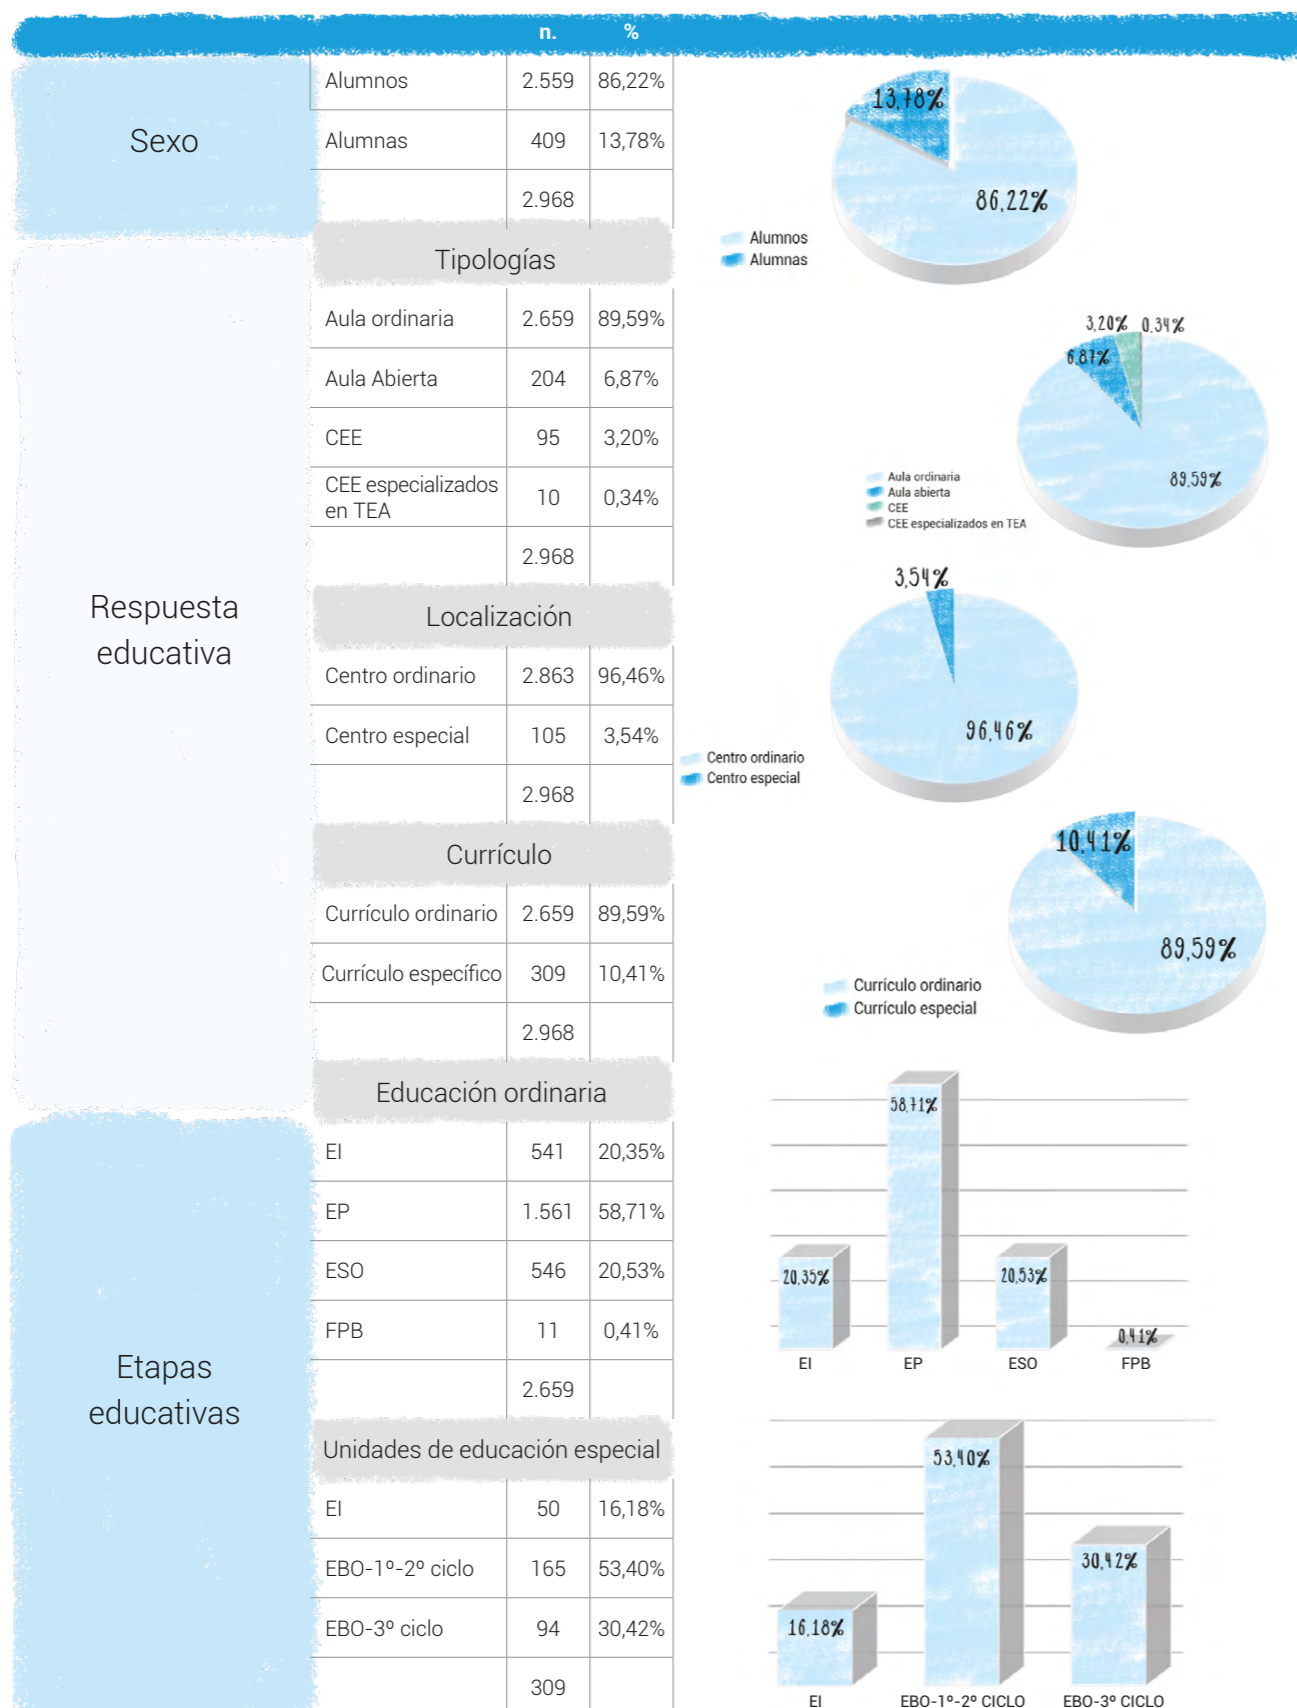 n. %
Sexo
Alumnos 2.559 86,22%
Alumnas 409 13,78%
2.968
13,78%
86,22%
Alumnos
Alumnas
Respuesta
educativa
Tipologías
Aula ordinaria 2.659 89,59%
Aula Abierta 204 6,87%
CEE 95 3,20%
CEE especializados
en TEA 10 0,34%
2.968
3,20% 0,34%
6,87%
89,59%
Aula ordinaria
Aula abierta
CEE
CEE especializados en TEA
Localización
Centro ordinario 2.863 96,46%
Centro especial 105 3,54%
2.968
3,54%
96,46%
Centro ordinario
Centro especial
Currículo
Currículo ordinario 2.659 89,59%
Currículo específico 309 10,41%
2.968
10,41%
89,59%
Currículo ordinario
Currículo especial
Etapas
educativas
Educación ordinaria
EI 541 20,35%
EP 1.561 58,71%
ESO 546 20,53%
FPB 11 0,41%
2.659
58,71%
20,35%
20,53%
0,41%
EI EP ESO FPB
Unidades de educación especial
EI 50 16,18%
EBO-1º-2º ciclo 165 53,40%
EBO-3º ciclo 94 30,42%
309
53,40%
30,42%
16,18%
EI EBO-1º-2º CICLO EBO-3º CICLO